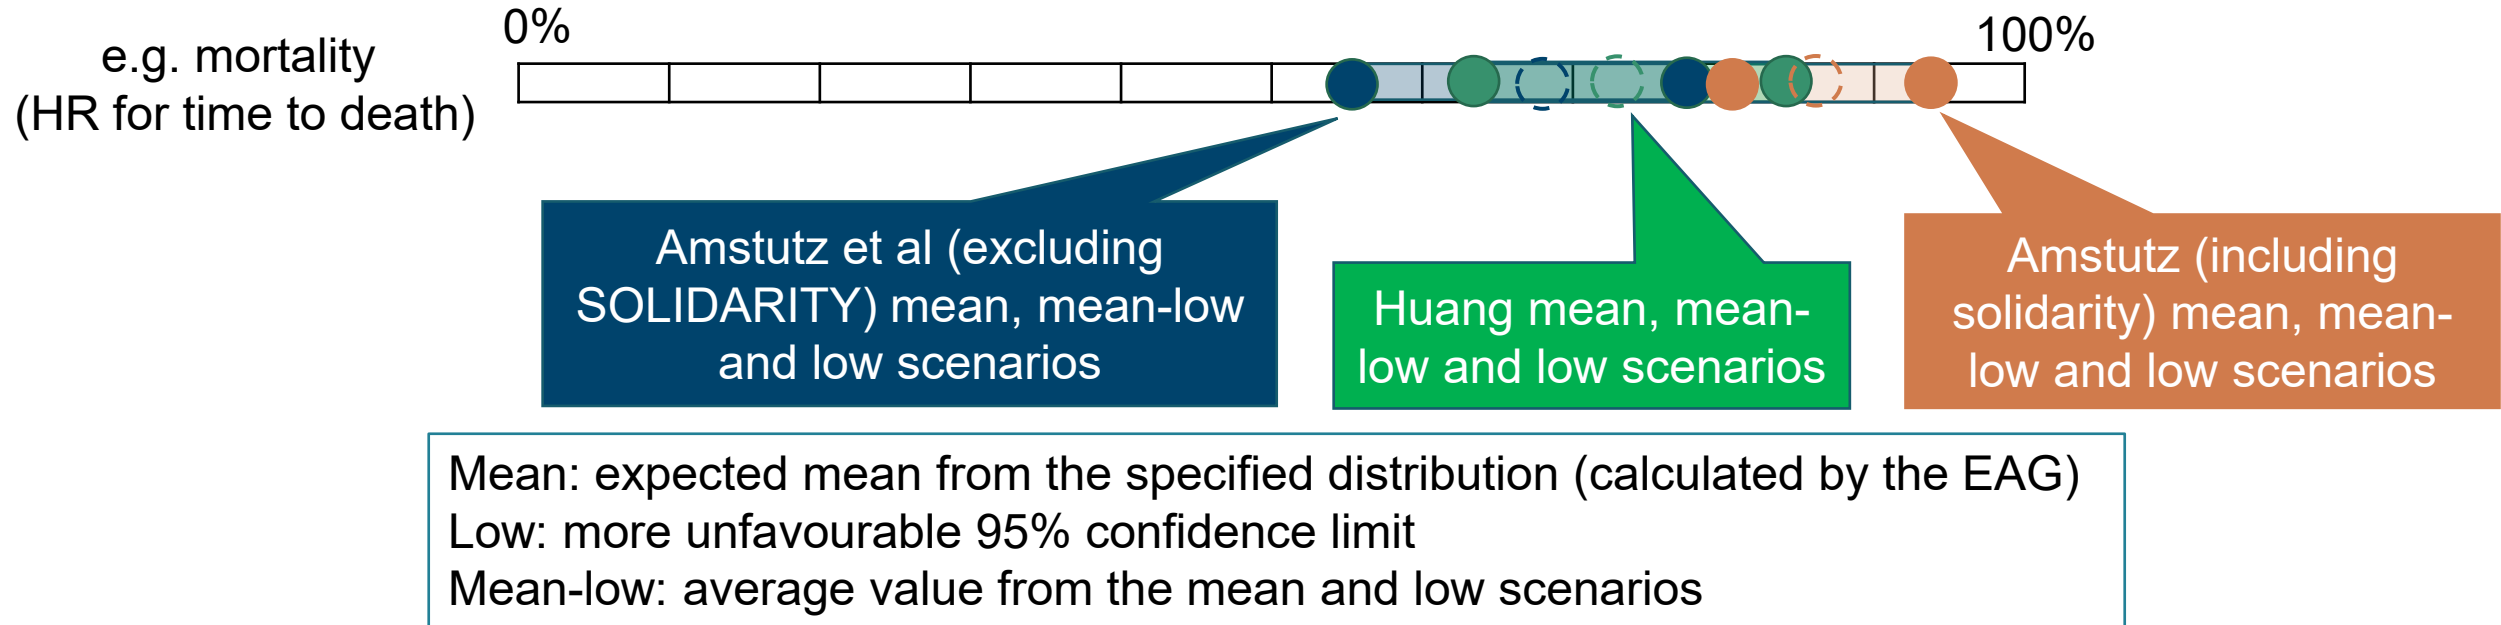 0%
100%
e.g. mortality
(HR for time to death)
Amstutz et al (excluding
SOLIDARITY) mean, mean-low
and low scenarios
Huang mean, mean-
low and low scenarios
Amstutz (including
solidarity) mean, mean-
low and low scenarios
Mean: expected mean from the specified distribution (calculated by the EAG)
Low: more unfavourable 95% confidence limit
Mean-low: average value from the mean and low scenarios